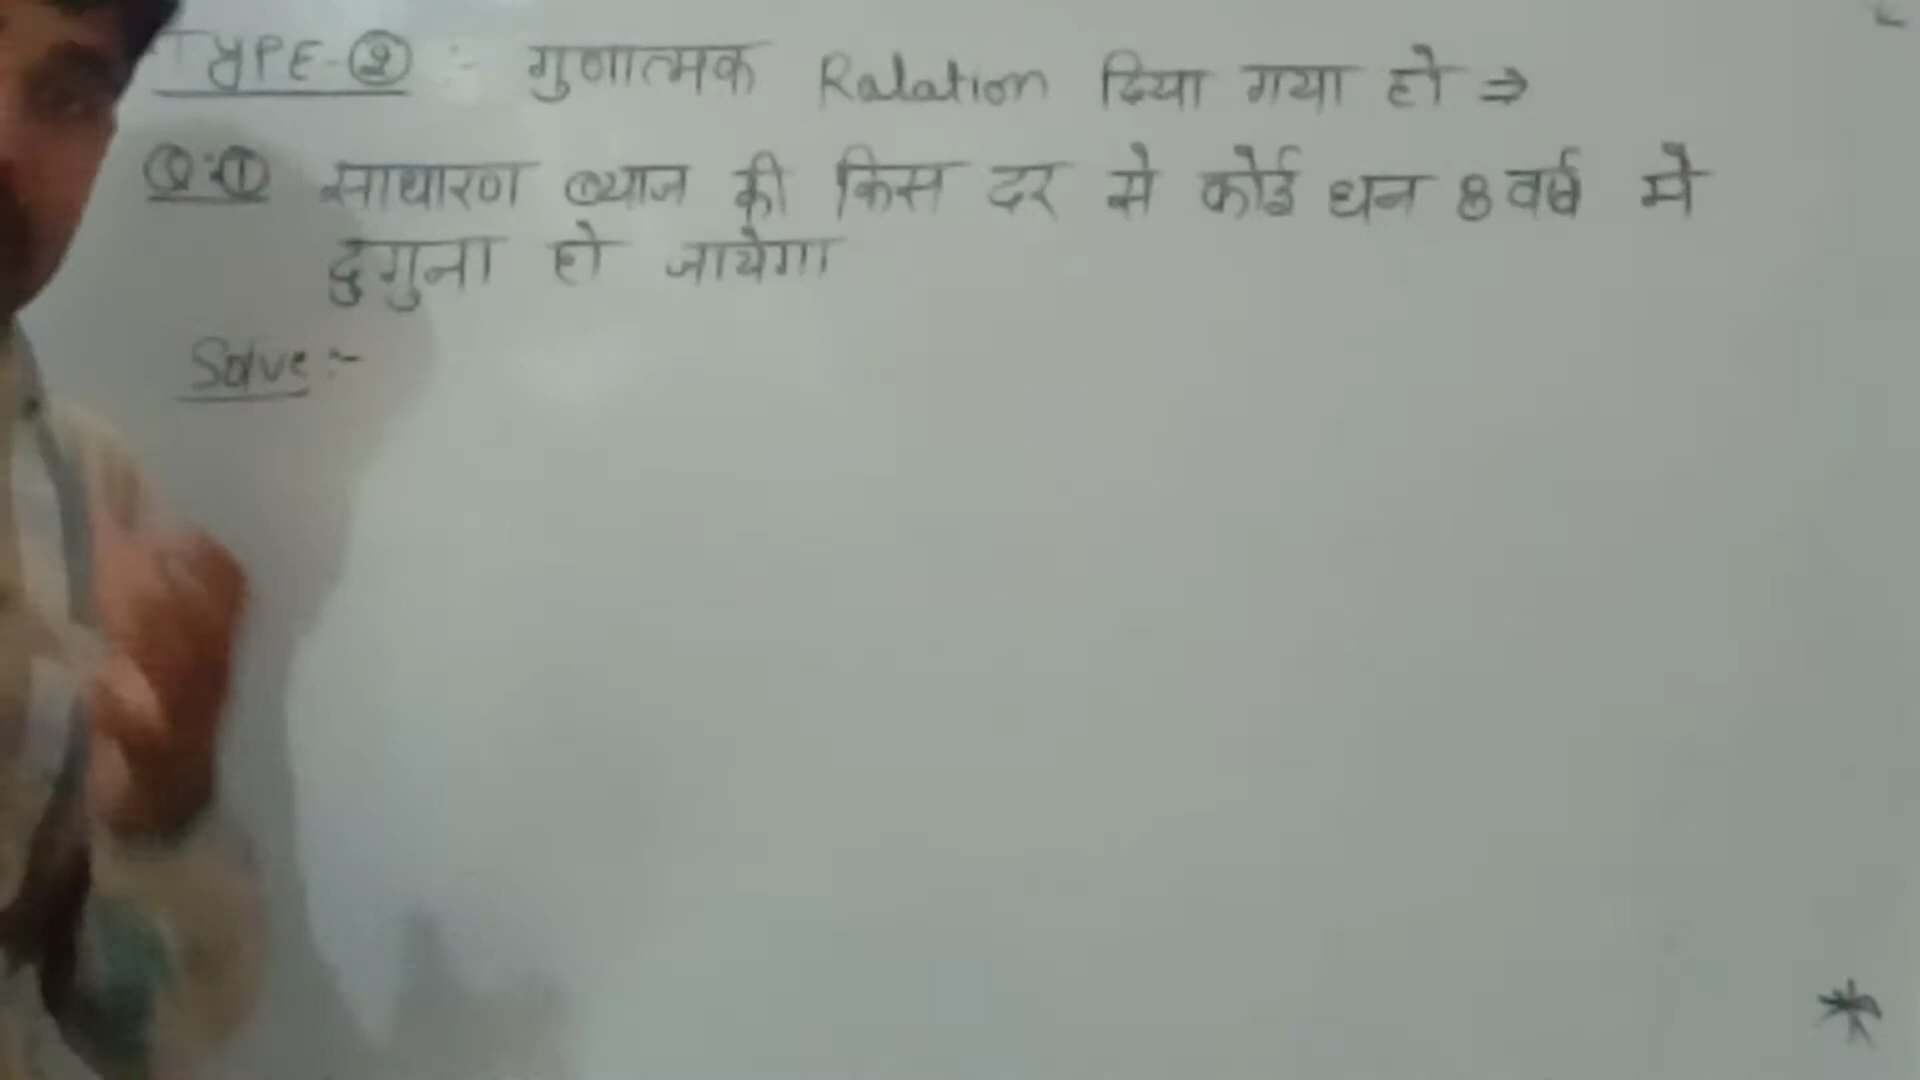 TYPE-② :- गुणात्मक Ralation दिया गया हो ⇒
Q.① साधारण ब्याज की किस दर से कोई धन 8 वर्ष में
दुगुना हो जायेगा
Solve :-